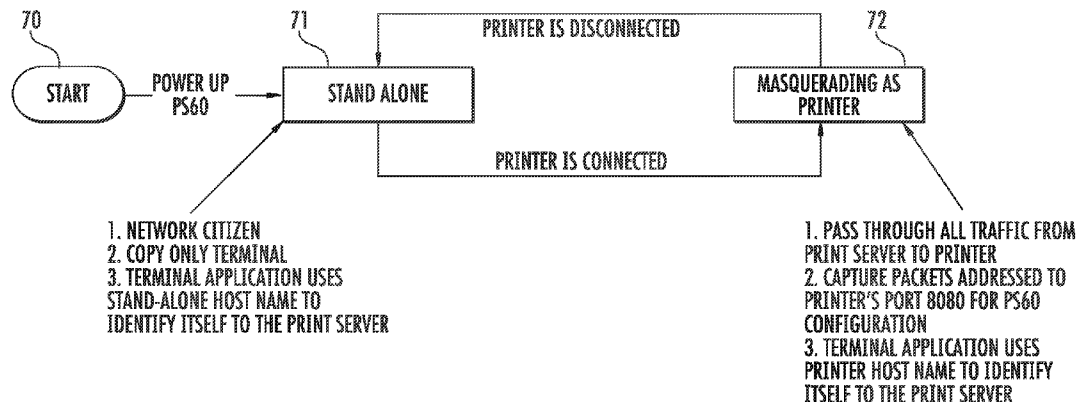 70
START
POWER UP
PS60
71
STAND ALONE
PRINTER IS DISCONNECTED
72
MASQUERADING AS
PRINTER
PRINTER IS CONNECTED
1. NETWORK CITIZEN
2. COPY ONLY TERMINAL
3. TERMINAL APPLICATION USES
STAND-ALONE HOST NAME TO
IDENTIFY ITSELF TO THE PRINT SERVER
1. PASS THROUGH ALL TRAFFIC FROM
PRINT SERVER TO PRINTER
2. CAPTURE PACKETS ADDRESSED TO
PRINTER'S PORT 8080 FOR PS60
CONFIGURATION
3. TERMINAL APPLICATION USES
PRINTER HOST NAME TO IDENTIFY
ITSELF TO THE PRINT SERVER